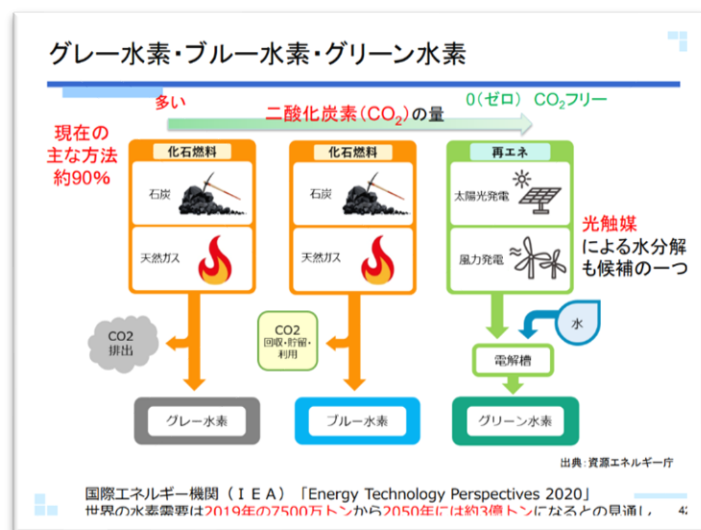 グレー水素・ブルー水素・グリーン水素
多い
二酸化炭素(CO2)の量
0(ゼロ) CO2フリー
現在の
主な方法
約90%
化石燃料
石炭
天然ガス
CO2
排出
グレー水素
化石燃料
石炭
天然ガス
CO2
回収・貯留・
利用
ブルー水素
再エネ
太陽光発電
風力発電
水
電解槽
グリーン水素
光触媒
による水分解
も候補の一つ
出典:資源エネルギー庁
国際エネルギー機関(IEA)「Energy Technology Perspectives 2020」
世界の水素需要は2019年の7500万トンから2050年には約3億トンになるとの見通し